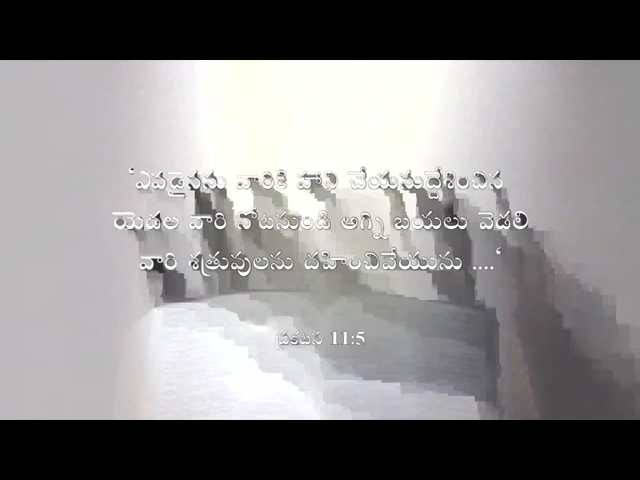 ‘ఎవడైనను వారికి హాని చేయనుద్దేశించిన
యెడల వారి నోటనుండి అగ్ని బయలు వెడలి
వారి శత్రువులను దహించివేయును ....‘
ప్రకటన 11:5